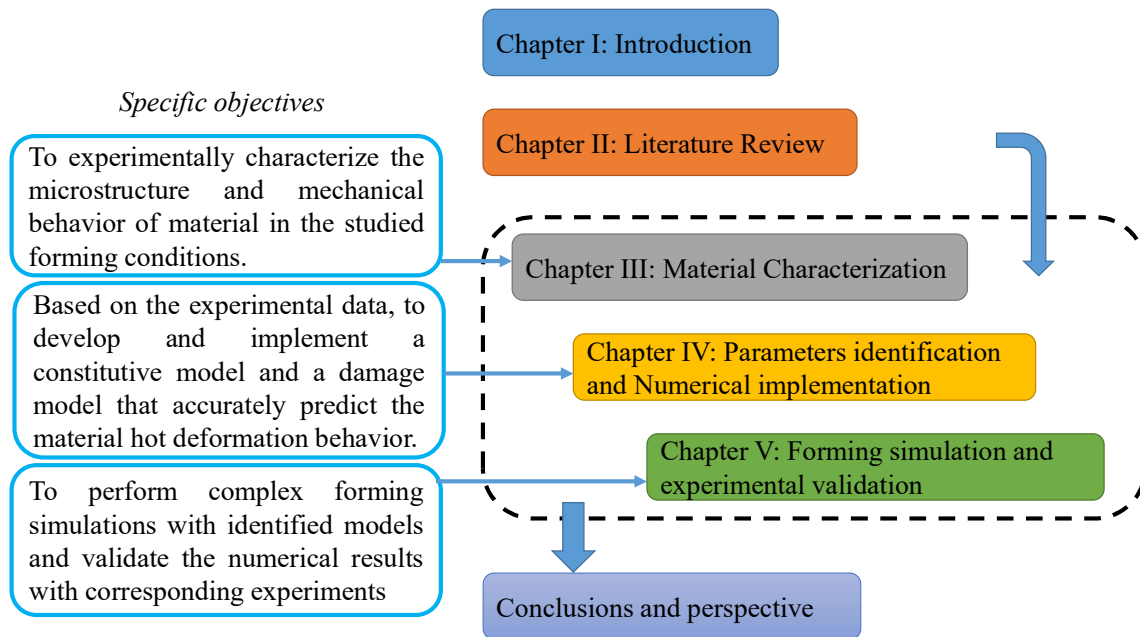 Chapter I: Introduction
Specific objectives
Chapter II: Literature Review
To experimentally characterize the
microstructure and mechanical
behavior of material in the studied
forming conditions.
Chapter III: Material Characterization
Based on the experimental data, to
develop and implement a
constitutive model and a damage
model that accurately predict the
material hot deformation behavior.
Chapter IV: Parameters identification
and Numerical implementation
To perform complex forming
simulations with identified models
and validate the numerical results
with corresponding experiments
Chapter V: Forming simulation and
experimental validation
Conclusions and perspective